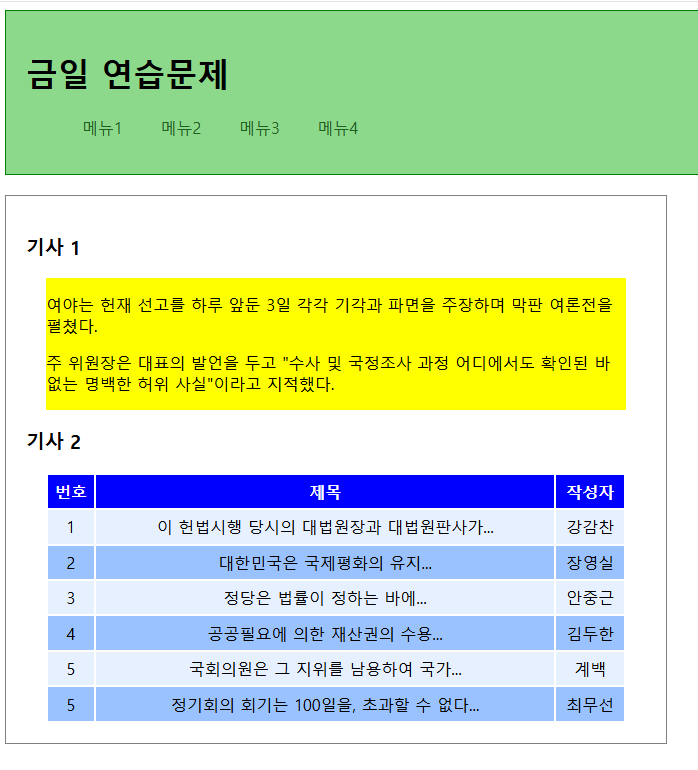 금일 연습문제
메뉴1 메뉴2 메뉴3 메뉴4
기사 1
여야는 헌재 선고를 하루 앞둔 3일 각각 기각과 파면을 주장하며 막판 여론전을
펼쳤다.
주 위원장은 대표의 발언을 두고 "수사 및 국정조사 과정 어디에서도 확인된 바
없는 명백한 허위 사실"이라고 지적했다.
기사 2
번호 제목 작성자
1 이 헌법시행 당시의 대법원장과 대법원판사가... 강감찬
2 대한민국은 국제평화의 유지... 장영실
3 정당은 법률이 정하는 바에... 안중근
4 공공필요에 의한 재산권의 수용... 김두한
5 국회의원은 그 지위를 남용하여 국가... 계백
5 정기회의 회기는 100일을, 초과할 수 없다... 최무선